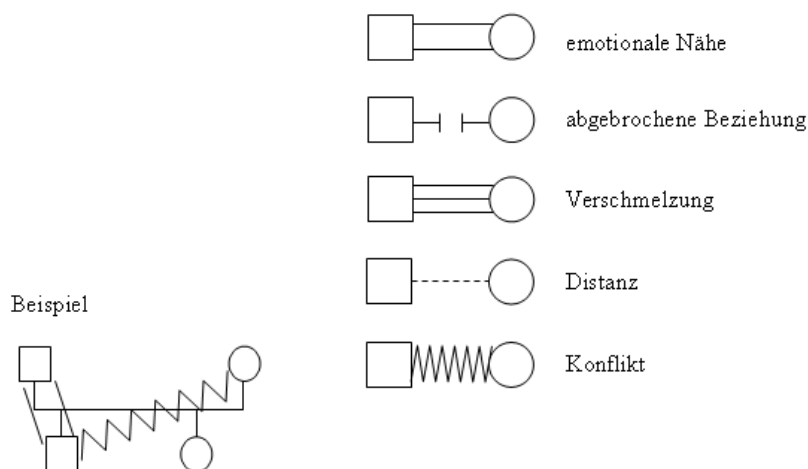 emotionale Nähe
abgebrochene Beziehung
Verschmelzung
Distanz
Beispiel
Konflikt